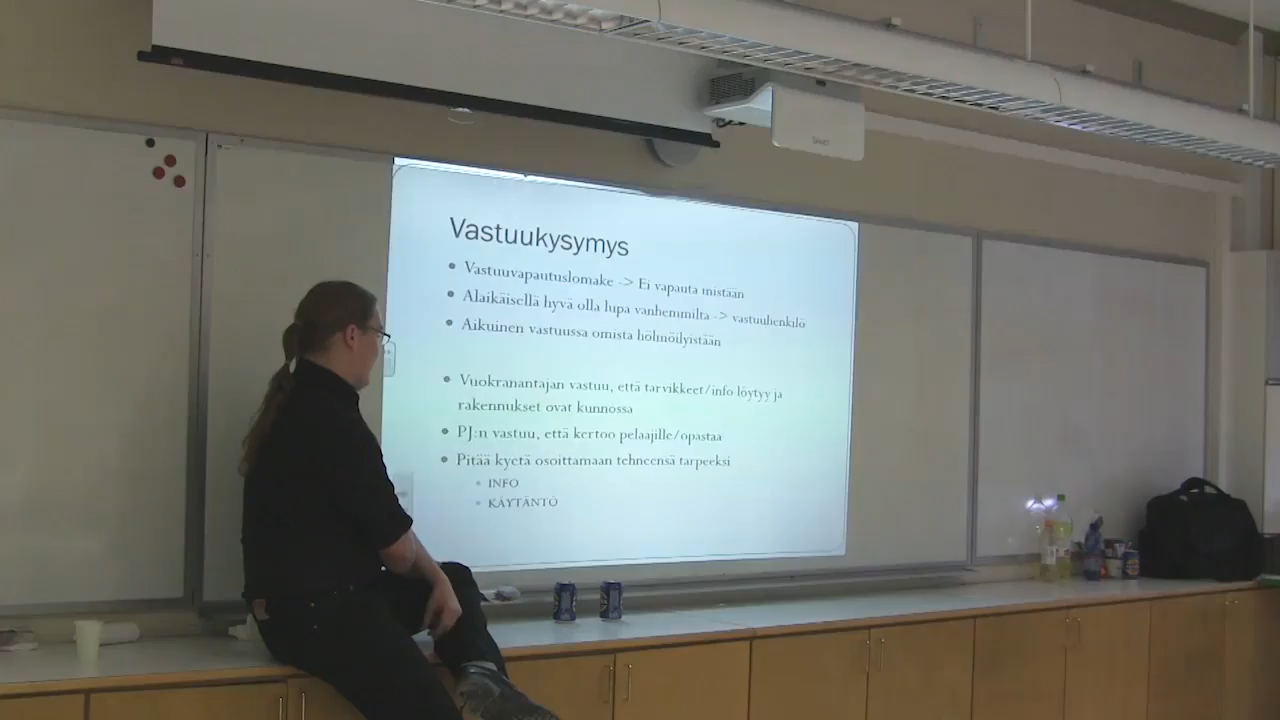 SMART
Vastuukysymys
• Vastuuvapautuslomake -> Ei vapauta mistään
• Alaikäisellä hyvä olla lupa vanhemmilta -> vastuuhenkilö
• Aikuinen vastuussa omista hölmöilyistään
• Vuokranantajan vastuu, että tarvikkeet/info löytyy ja
rakennukset ovat kunnossa
• PJ:n vastuu, että kertoo pelaajille/opastaa
• Pitää kyetä osoittamaan tehneensä tarpeeksi
• INFO
• KÄYTÄNTÖ